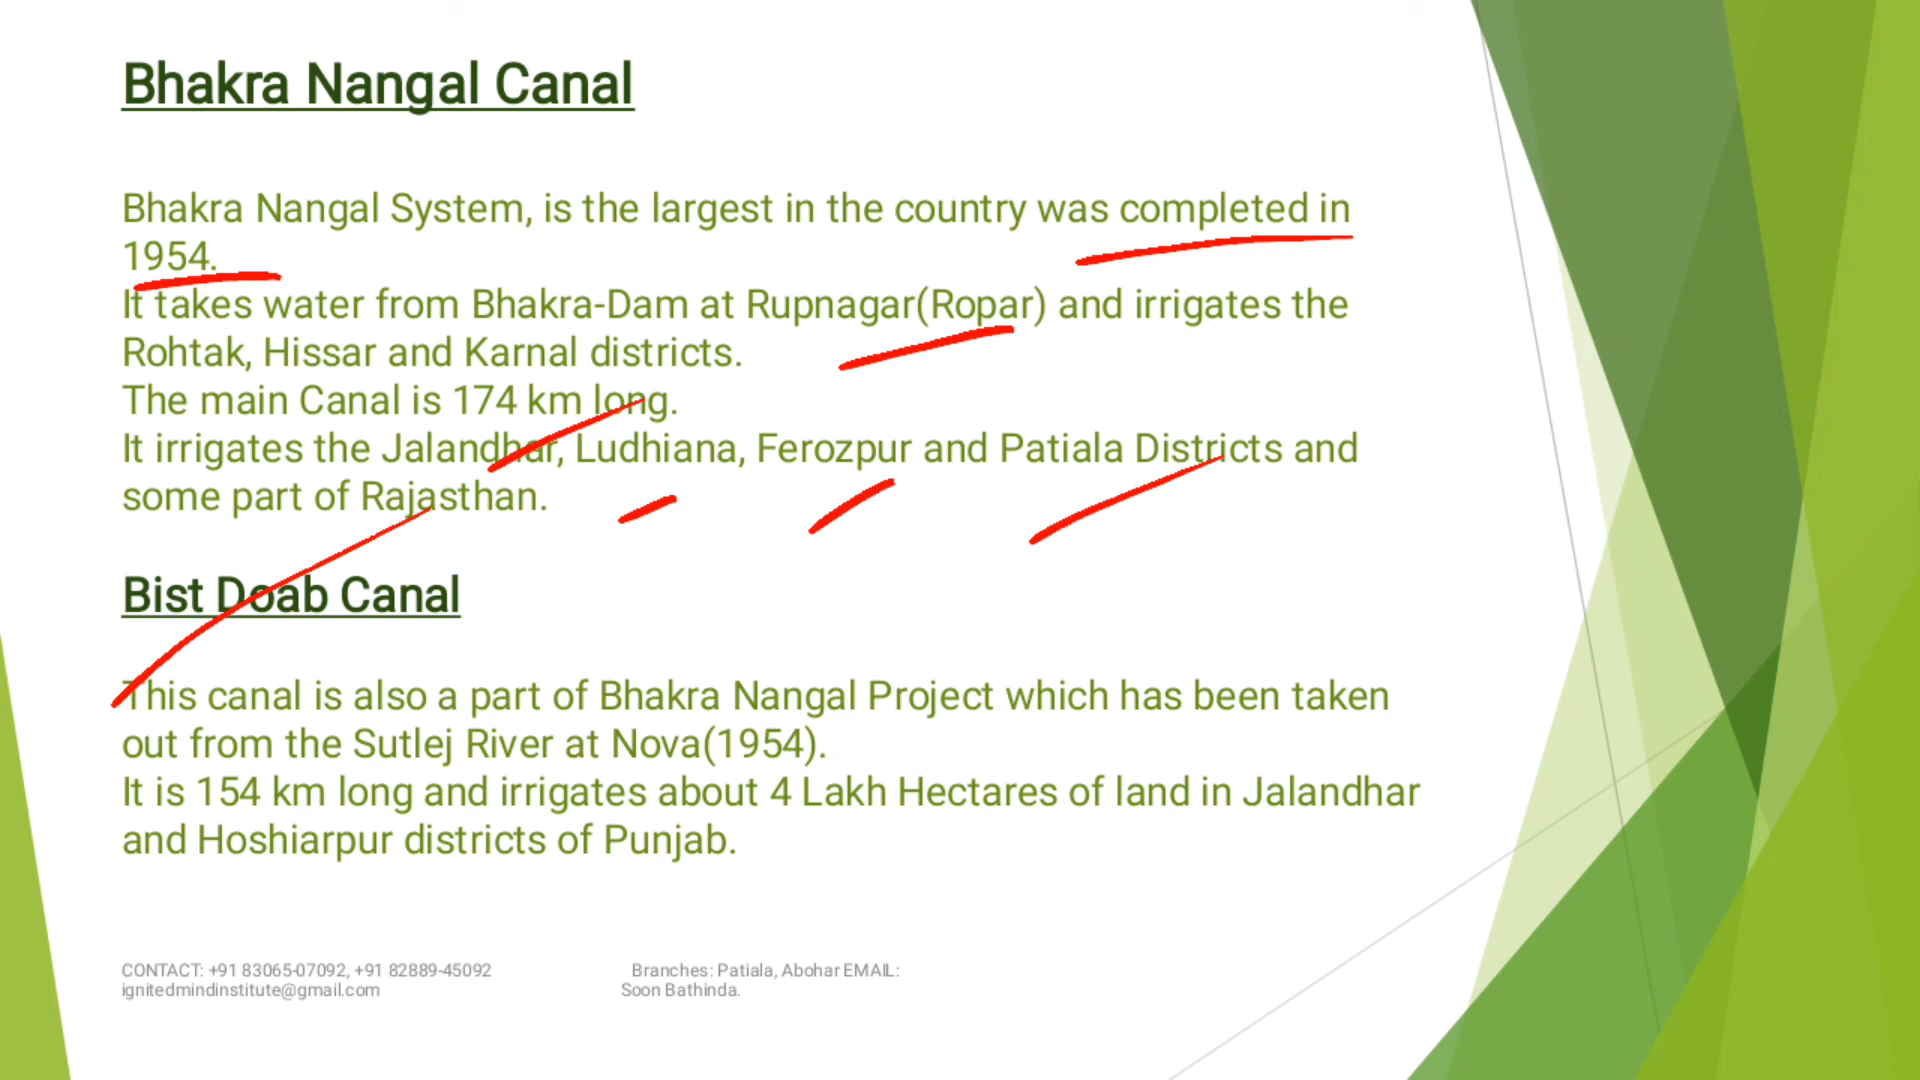 Bhakra Nangal Canal
Bhakra Nangal System, is the largest in the country was completed in
1954.
It takes water from Bhakra-Dam at Rupnagar(Ropar) and irrigates the
Rohtak, Hissar and Karnal districts.
The main Canal is 174 km long.
It irrigates the Jalandhar, Ludhiana, Ferozpur and Patiala Districts and
some part of Rajasthan.
Bist Doab Canal
This canal is also a part of Bhakra Nangal Project which has been taken
out from the Sutlej River at Nova(1954).
It is 154 km long and irrigates about 4 Lakh Hectares of land in Jalandhar
and Hoshiarpur districts of Punjab.
CONTACT: +91 83065-07092, +91 82889-45092 Branches: Patiala, Abohar EMAIL:
ignitedmindinstitute@gmail.com Soon Bathinda.